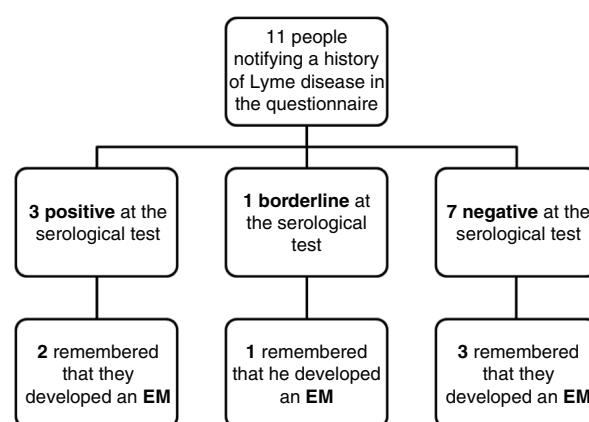 11 people
notifying a history
of Lyme disease in
the questionnaire
3 positive at the
serological test
1 borderline at
the serological
test
7 negative at the
serological test
2 remembered
that they
developed an EM
1 remembered
that he developed
an EM
3 remembered
that they
developed an EM